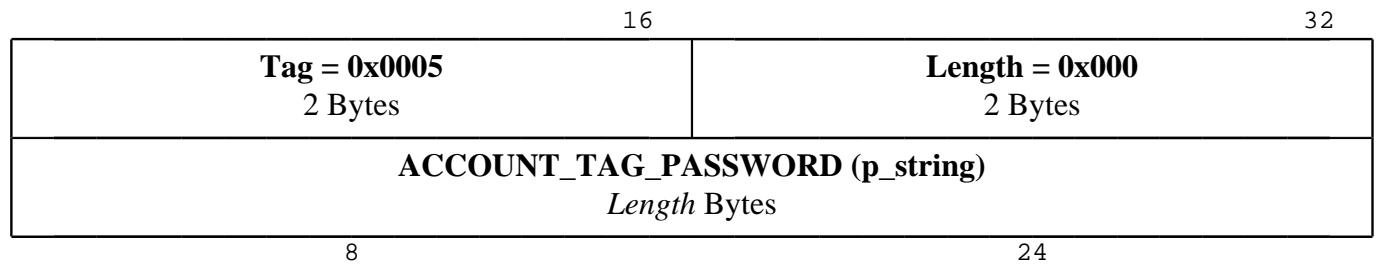 16 32
Tag = 0x0005 Length = 0x000
2 Bytes 2 Bytes
ACCOUNT_TAG_PASSWORD (p_string)
Length Bytes
8 24